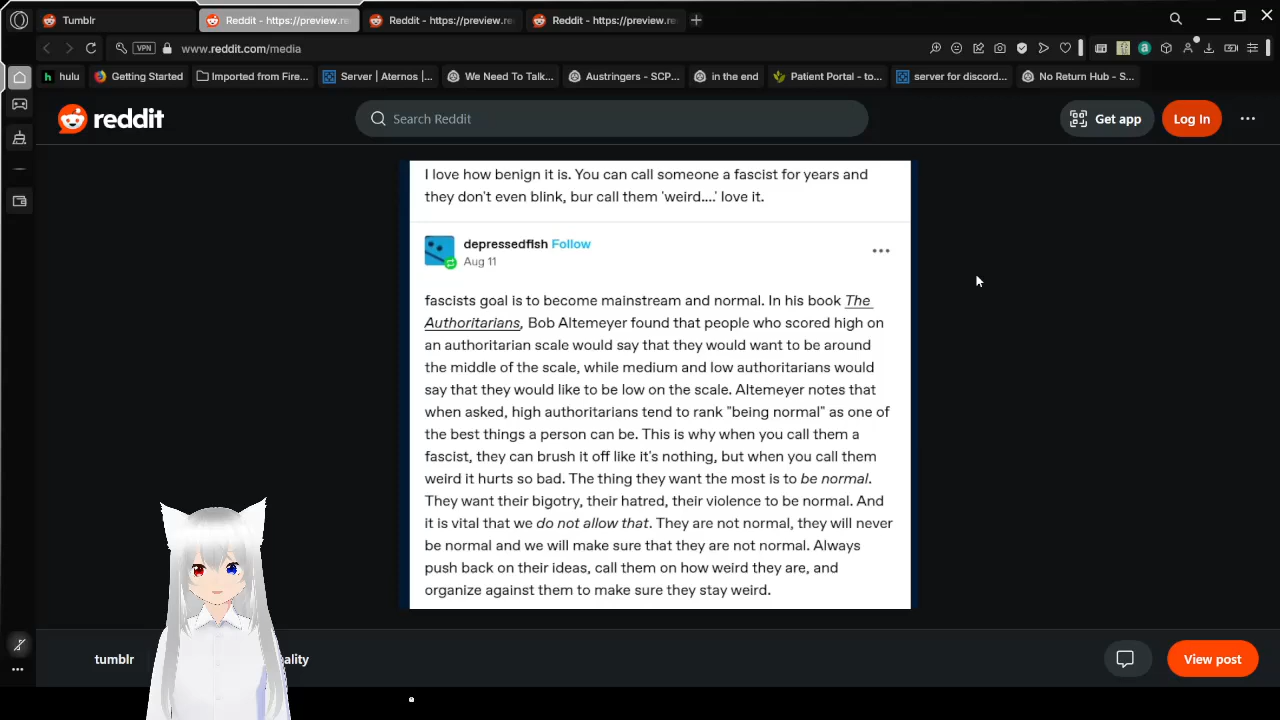 Tumblr
Reddit - https://preview.re
Reddit - https://preview.re
Reddit - https://preview.re
VPN
www.reddit.com/media
hulu
Getting Started
Imported from Fire...
Server | Aternos |...
We Need To Talk...
Austringers - SCP...
in the end
Patient Portal - to...
server for discord...
No Return Hub - S...
reddit
Search Reddit
Get app
Log In
I love how benign it is. You can call someone a fascist for years and
they don't even blink, bur call them 'weird....' love it.
depressedfish Follow
Aug 11
fascists goal is to become mainstream and normal. In his book The
Authoritarians, Bob Altemeyer found that people who scored high on
an authoritarian scale would say that they would want to be around
the middle of the scale, while medium and low authoritarians would
say that they would like to be low on the scale. Altemeyer notes that
when asked, high authoritarians tend to rank "being normal" as one of
the best things a person can be. This is why when you call them a
fascist, they can brush it off like it's nothing, but when you call them
weird it hurts so bad. The thing they want the most is to be normal.
They want their bigotry, their hatred, their violence to be normal. And
it is vital that we do not allow that. They are not normal, they will never
be normal and we will make sure that they are not normal. Always
push back on their ideas, call them on how weird they are, and
organize against them to make sure they stay weird.
tumblr
ality
View post